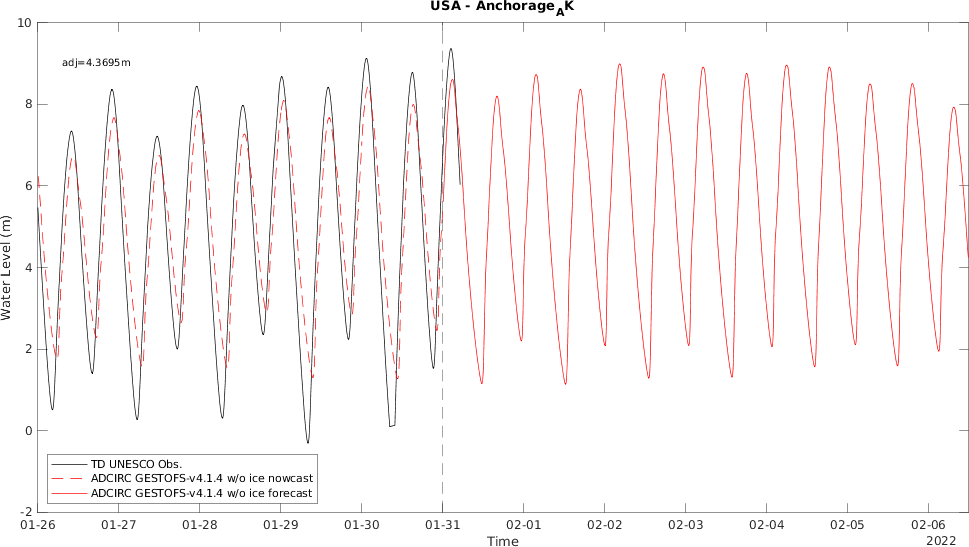 USA - Anchorage_AK
10
8
6
4
2
0
-2
Water Level (m)
adj=4.3695m
TD UNESCO Obs.
ADCIRC GESTOFS-v4.1.4 w/o ice nowcast
ADCIRC GESTOFS-v4.1.4 w/o ice forecast
01-26 01-27 01-28 01-29 01-30 01-31 02-01 02-02 02-03 02-04 02-05 02-06
Time
2022